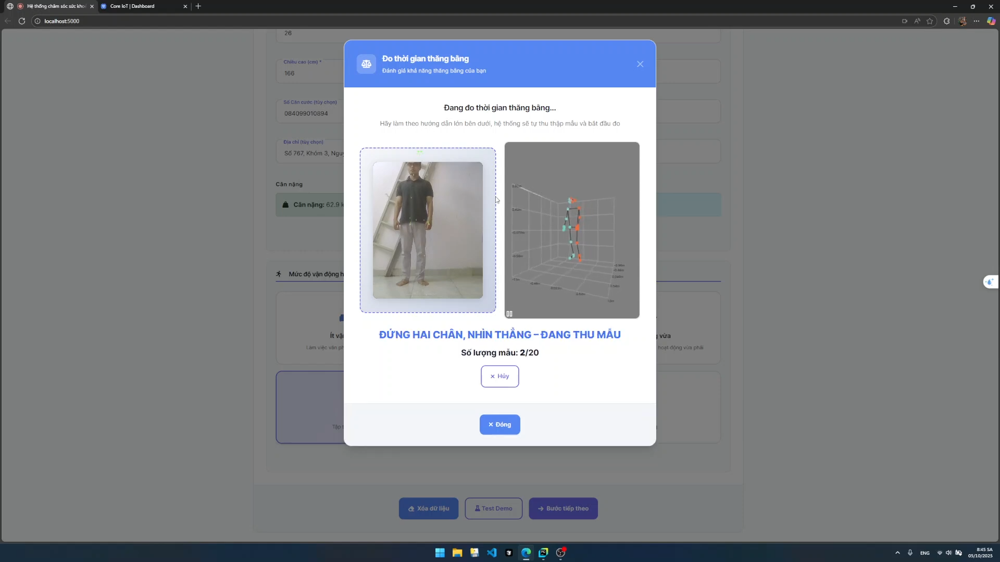 Hệ thống chăm sóc sức kho
Core IoT | Dashboard
localhost:5000
26
Chiều cao (cm) *
166
Số Căn cước (tùy chọn)
084099010894
Địa chỉ (tùy chọn)
Số 767, Khóm 3, Nguy
Cân nặng
Cân nặng: 62.9 k
Mức độ vận động h
Ít vậ
Làm việc văn ph
g vừa
hoạt động vừa phải
Tập t
Đo thời gian thăng bằng
Đánh giá khả năng thăng bằng của bạn
Đang đo thời gian thăng bằng...
Hãy làm theo hướng dẫn lớn bên dưới, hệ thống sẽ tự thu thập mẫu và bắt đầu đo
ĐỨNG HAI CHÂN, NHÌN THẲNG – ĐANG THU MẪU
Số lượng mẫu: 2/20
Hủy
Đóng
Xóa dữ liệu
Test Demo
Bước tiếp theo
ENG
8:45 SA
05/10/2025